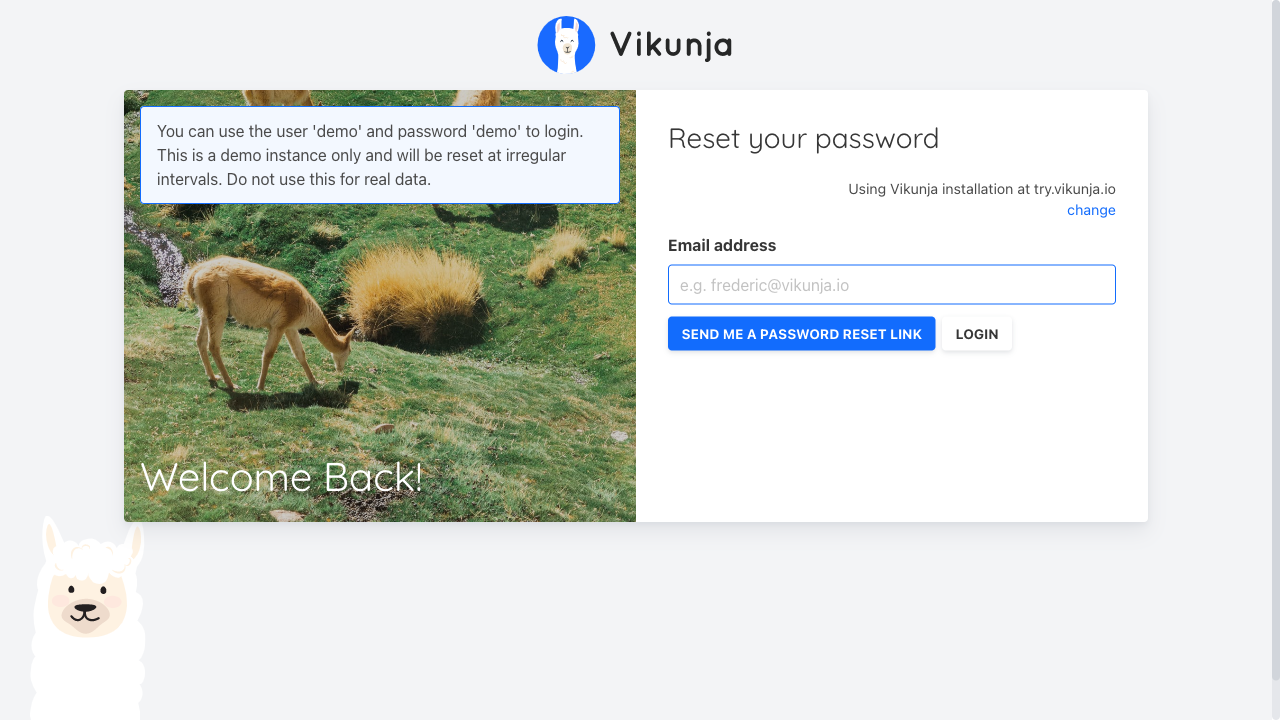 Vikunja
You can use the user 'demo' and password 'demo' to login.
This is a demo instance only and will be reset at irregular
intervals. Do not use this for real data.
Welcome Back!
Reset your password
Using Vikunja installation at try.vikunja.io
change
Email address
e.g. frederic@vikunja.io
SEND ME A PASSWORD RESET LINK
LOGIN